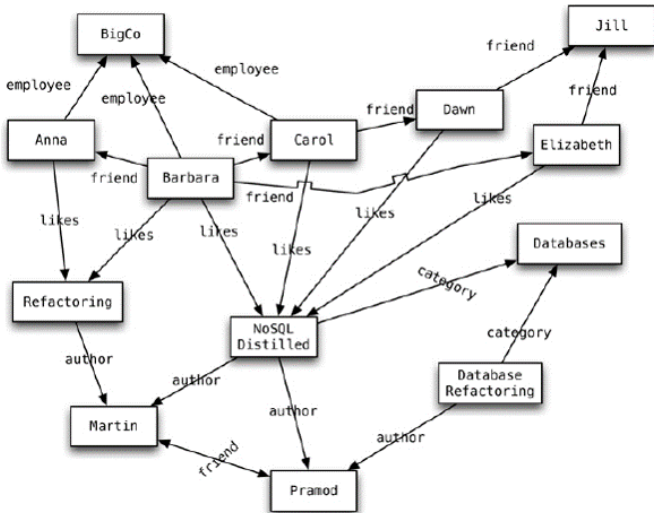 BigCo
Jill
friend
employee
employee
employee
friend
Dawn
friend
Anna
friend
Carol
Elizabeth
friend
Barbara
friend
likes
likes
likes
likes
likes
likes
Databases
category
Refactoring
NoSQL
Distilled
category
author
author
Database
Refactoring
author
Martin
author
friend
Pramod